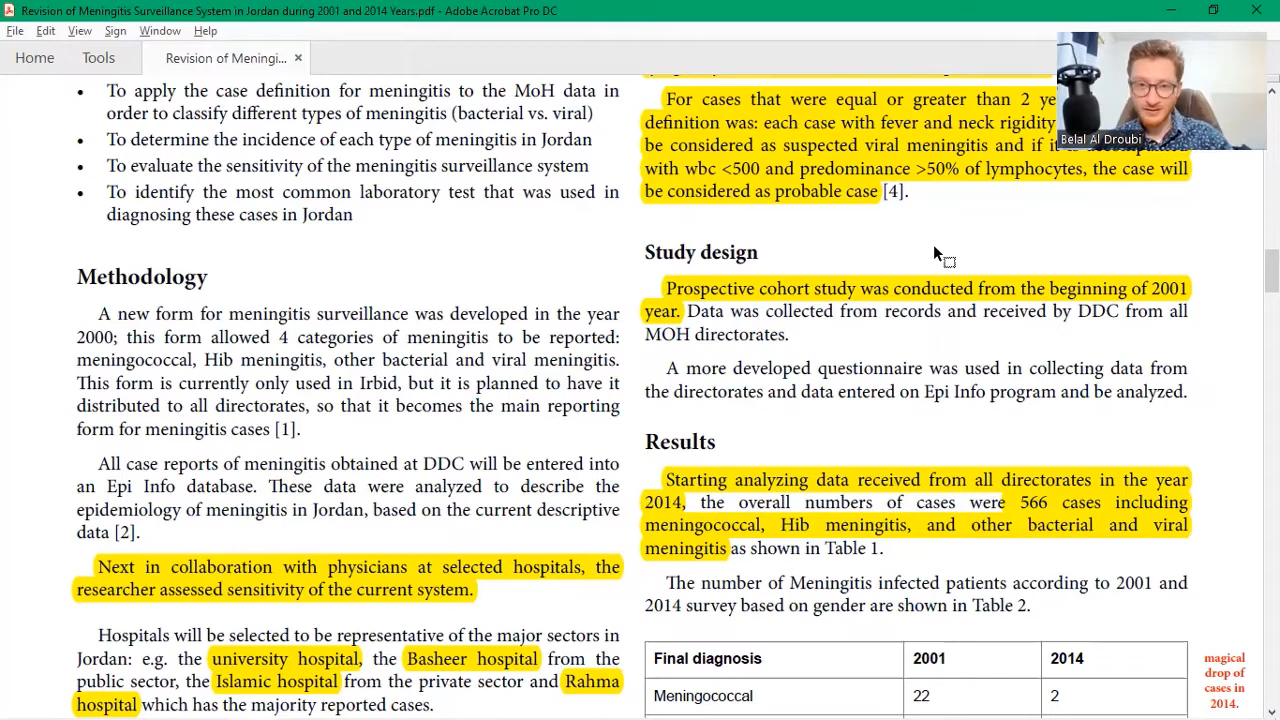 Revision of Meningitis Surveillance System in Jordan during 2001 and 2014 Years.pdf - Adobe Acrobat Pro DC
File Edit View Sign Window Help
Home Tools Revision of Meningi... ×
• To apply the case definition for meningitis to the MoH data in
order to classify different types of meningitis (bacterial vs. viral)
• To determine the incidence of each type of meningitis in Jordan
• To evaluate the sensitivity of the meningitis surveillance system
• To identify the most common laboratory test that was used in
diagnosing these cases in Jordan
Methodology
A new form for meningitis surveillance was developed in the year
2000; this form allowed 4 categories of meningitis to be reported:
meningococcal, Hib meningitis, other bacterial and viral meningitis.
This form is currently only used in Irbid, but it is planned to have it
distributed to all directorates, so that it becomes the main reporting
form for meningitis cases [1].
All case reports of meningitis obtained at DDC will be entered into
an Epi Info database. These data were analyzed to describe the
epidemiology of meningitis in Jordan, based on the current descriptive
data [2].
Next in collaboration with physicians at selected hospitals, the
researcher assessed sensitivity of the current system.
Hospitals will be selected to be representative of the major sectors in
Jordan: e.g. the university hospital, the Basheer hospital from the
public sector, the Islamic hospital from the private sector and Rahma
hospital which has the majority reported cases.
For cases that were equal or greater than 2 ye
definition was: each case with fever and neck rigidity
be considered as suspected viral meningitis and if i
with wbc <500 and predominance >50% of lymphocytes, the case will
be considered as probable case [4].
Study design
Prospective cohort study was conducted from the beginning of 2001
year. Data was collected from records and received by DDC from all
MOH directorates.
A more developed questionnaire was used in collecting data from
the directorates and data entered on Epi Info program and be analyzed.
Results
Starting analyzing data received from all directorates in the year
2014, the overall numbers of cases were 566 cases including
meningococcal, Hib meningitis, and other bacterial and viral
meningitis as shown in Table 1.
The number of Meningitis infected patients according to 2001 and
2014 survey based on gender are shown in Table 2.
Final diagnosis 2001 2014
Meningococcal 22 2
magical
drop of
cases in
2014.
Belal Al Droubi